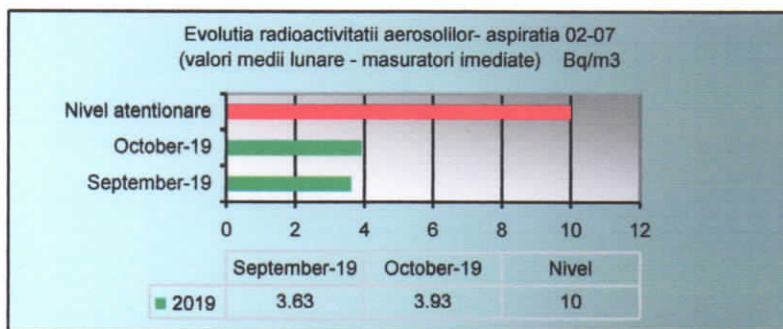 Evolutia radioactivitatii aerosolilor- aspiratia 02-07
(valori medii lunare - masuratori imediate) Bq/m3
Nivel atentionare
October-19
September-19
0 2 4 6 8 10 12
September-19 October-19 Nivel
2019 3.63 3.93 10